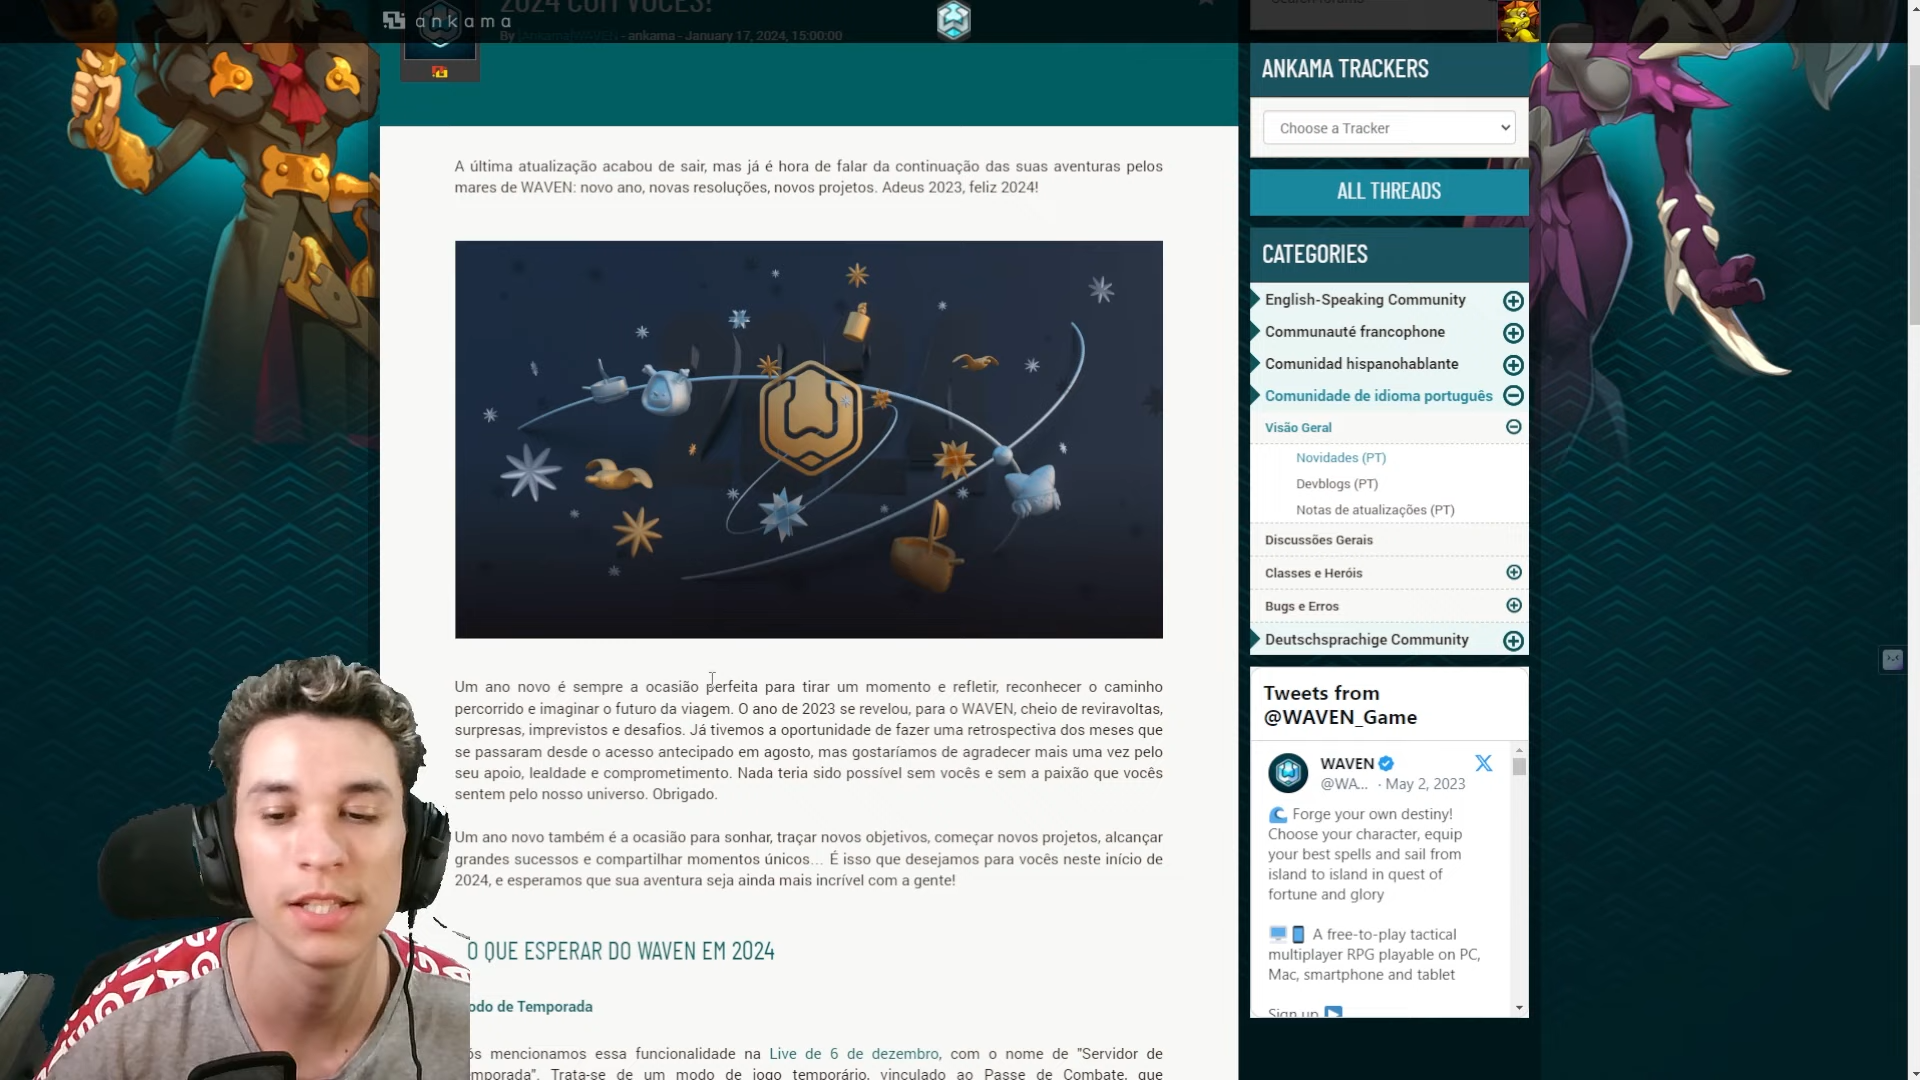 2024 COM VOCÊS!
ankama
By - ankama - January 17, 2024, 15:00:00
A última atualização acabou de sair, mas já é hora de falar da continuação das suas aventuras pelos
mares de WAVEN: novo ano, novas resoluções, novos projetos. Adeus 2023, feliz 2024!
Um ano novo é sempre a ocasião perfeita para tirar um momento e refletir, reconhecer o caminho
percorrido e imaginar o futuro da viagem. O ano de 2023 se revelou, para o WAVEN, cheio de reviravoltas,
surpresas, imprevistos e desafios. Já tivemos a oportunidade de fazer uma retrospectiva dos meses que
se passaram desde o acesso antecipado em agosto, mas gostaríamos de agradecer mais uma vez pelo
seu apoio, lealdade e comprometimento. Nada teria sido possível sem vocês e sem a paixão que vocês
sentem pelo nosso universo. Obrigado.
Um ano novo também é a ocasião para sonhar, traçar novos objetivos, começar novos projetos, alcançar
grandes sucessos e compartilhar momentos únicos... É isso que desejamos para vocês neste início de
2024, e esperamos que sua aventura seja ainda mais incrível com a gente!
O QUE ESPERAR DO WAVEN EM 2024
odo de Temporada
ós mencionamos essa funcionalidade na Live de 6 de dezembro, com o nome de "Servidor de
mporada". Trata-se de um modo de jogo temporário, vinculado ao Passe de Combate, que
Search forums
ANKAMA TRACKERS
Choose a Tracker
ALL THREADS
CATEGORIES
English-Speaking Community
Communauté francophone
Comunidad hispanohablante
Comunidade de idioma português
Visão Geral
Novidades (PT)
Devblogs (PT)
Notas de atualizações (PT)
Discussões Gerais
Classes e Heróis
Bugs e Erros
Deutschsprachige Community
Tweets from
@WAVEN_Game
WAVEN
@WA... · May 2, 2023
Forge your own destiny!
Choose your character, equip
your best spells and sail from
island to island in quest of
fortune and glory
A free-to-play tactical
multiplayer RPG playable on PC,
Mac, smartphone and tablet
Sign up